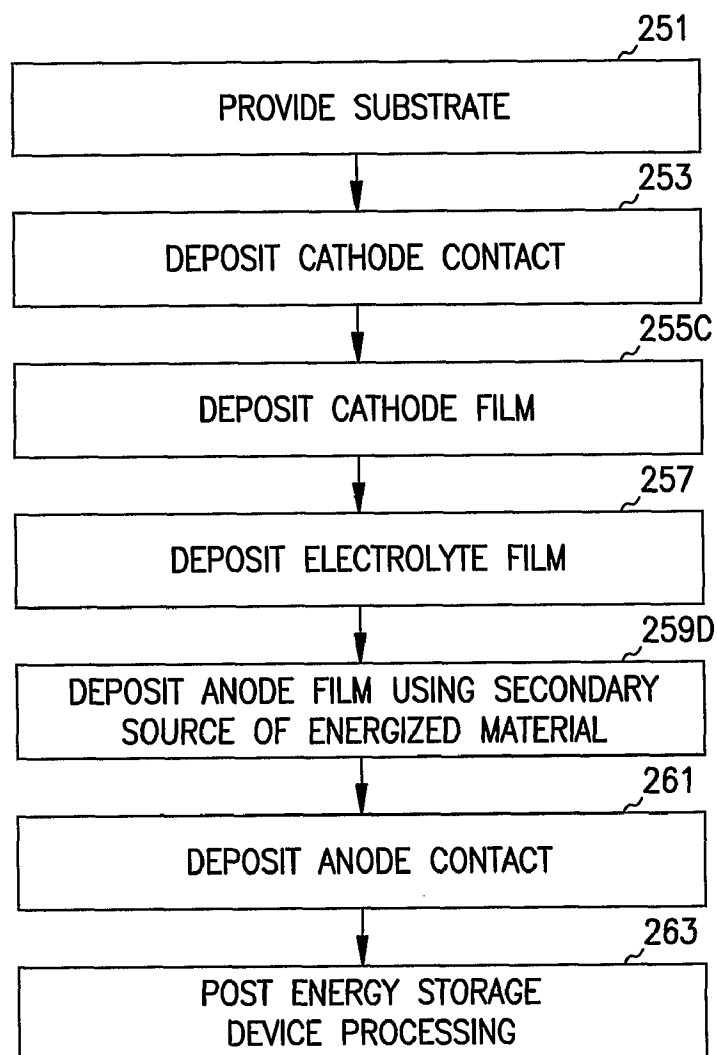 251
PROVIDE SUBSTRATE
253
DEPOSIT CATHODE CONTACT
255C
DEPOSIT CATHODE FILM
257
DEPOSIT ELECTROLYTE FILM
259D
DEPOSIT ANODE FILM USING SECONDARY
SOURCE OF ENERGIZED MATERIAL
261
DEPOSIT ANODE CONTACT
263
POST ENERGY STORAGE
DEVICE PROCESSING